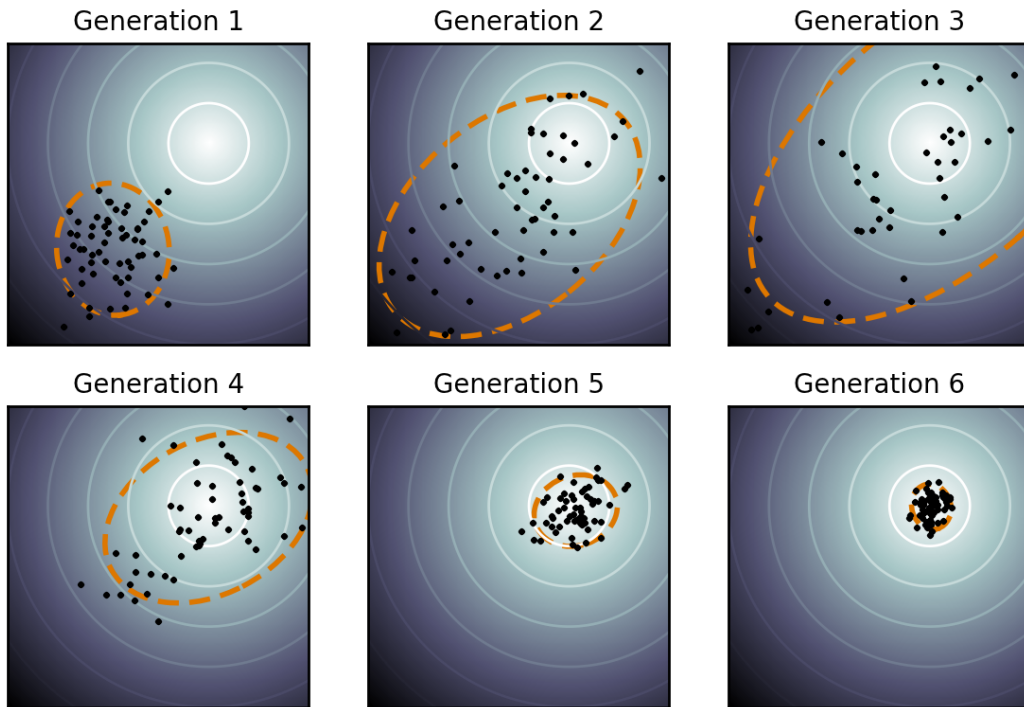 Generation 1
Generation 2
Generation 3
Generation 4
Generation 5
Generation 6